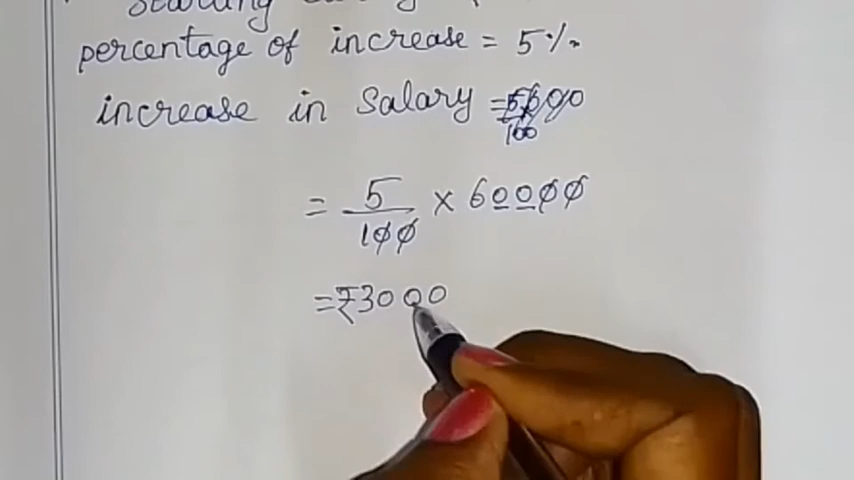 percentage of increase = 5%
increase in salary =
= 5/100 × 60000
= ₹3000